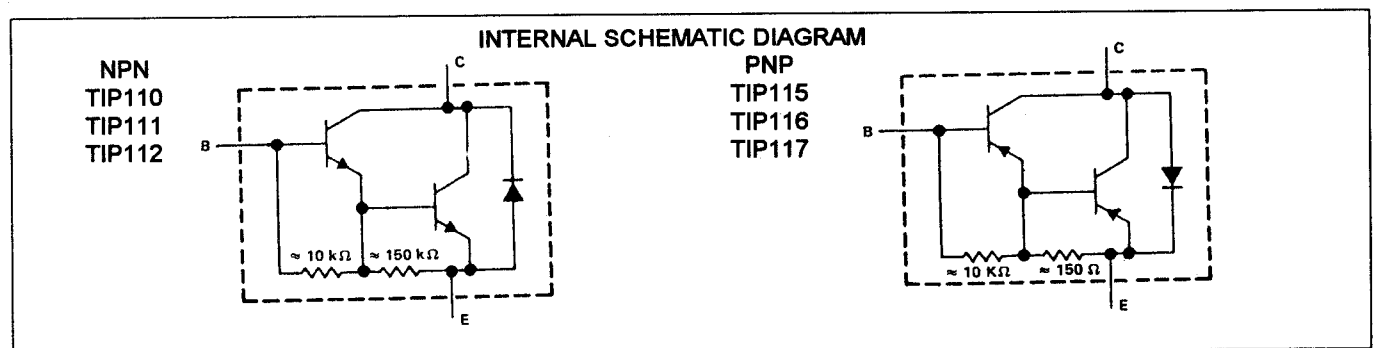 INTERNAL SCHEMATIC DIAGRAM
NPN
TIP110
TIP111
TIP112
B
C
≈ 10 kΩ
≈ 150 kΩ
E
PNP
TIP115
TIP116
TIP117
B
C
≈ 10 KΩ
≈ 150 Ω
E